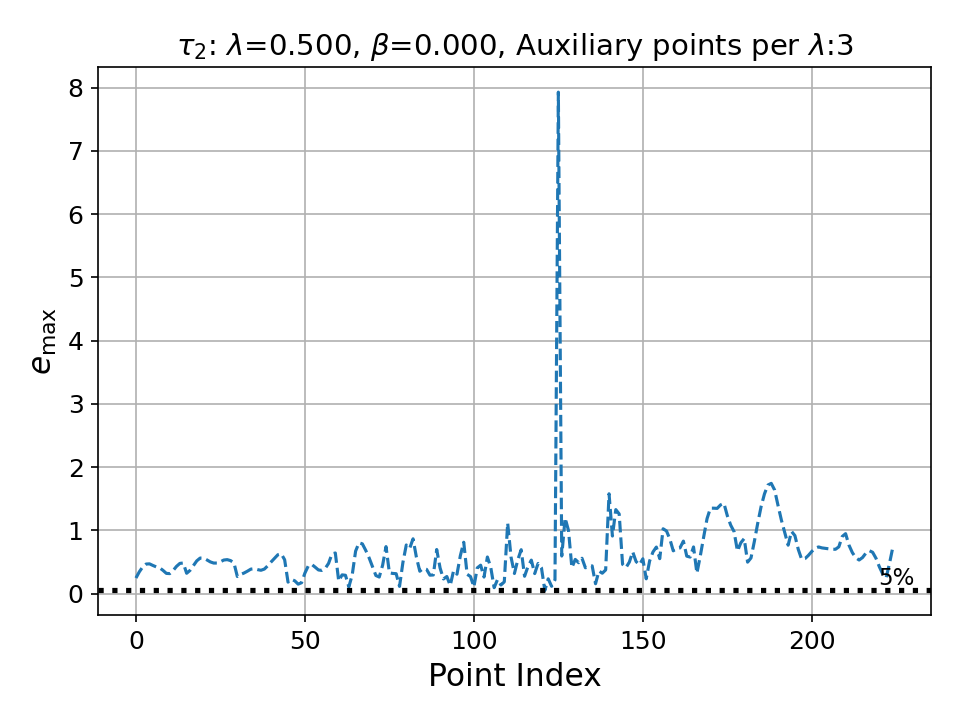 τ₂: λ=0.500, β=0.000, Auxiliary points per λ:3
8
7
6
5
4
3
2
1
0
e_max
5%
0 50 100 150 200
Point Index